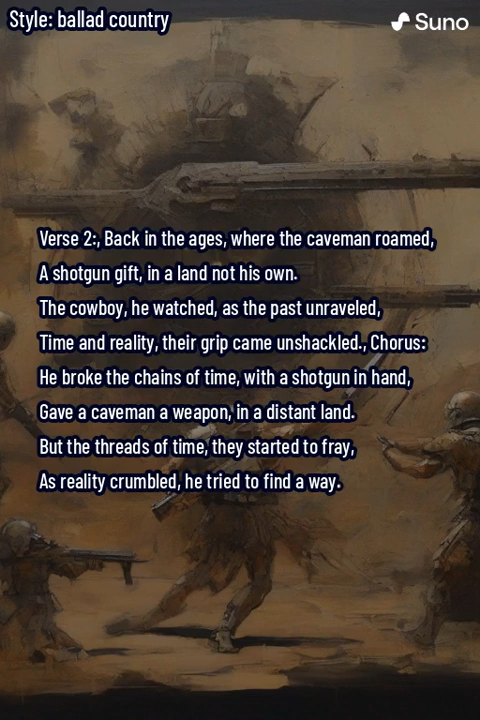 Style: ballad country
Suno
Verse 2:, Back in the ages, where the caveman roamed,
A shotgun gift, in a land not his own.
The cowboy, he watched, as the past unraveled,
Time and reality, their grip came unshackled., Chorus:
He broke the chains of time, with a shotgun in hand,
Gave a caveman a weapon, in a distant land.
But the threads of time, they started to fray,
As reality crumbled, he tried to find a way.